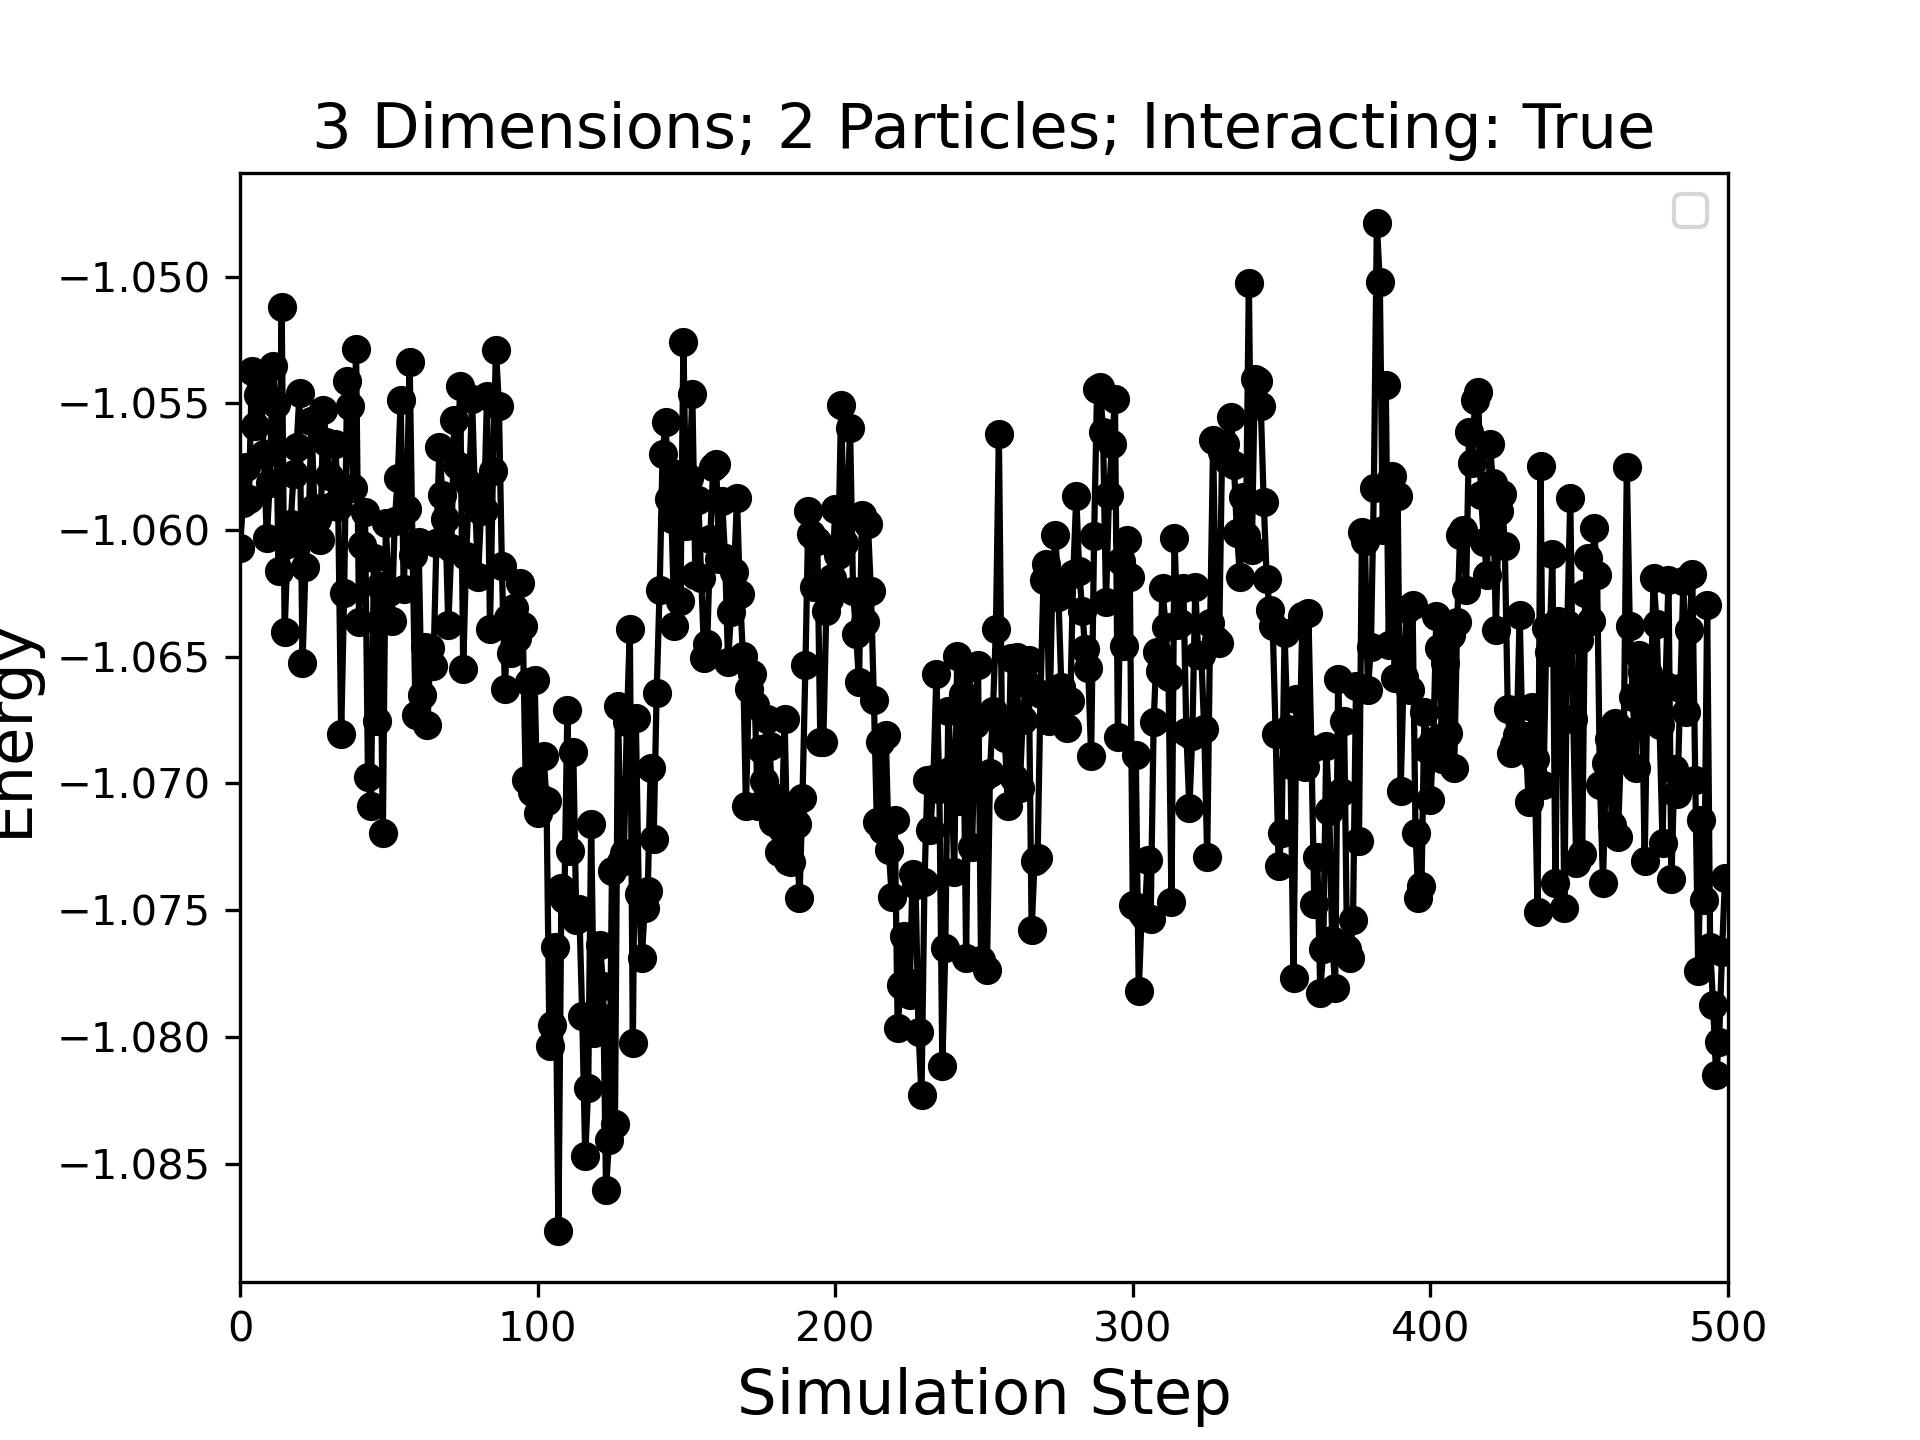 3 Dimensions; 2 Particles; Interacting: True
−1.050
−1.055
−1.060
−1.065
−1.070
−1.075
−1.080
−1.085
Energy
0 100 200 300 400 500
Simulation Step